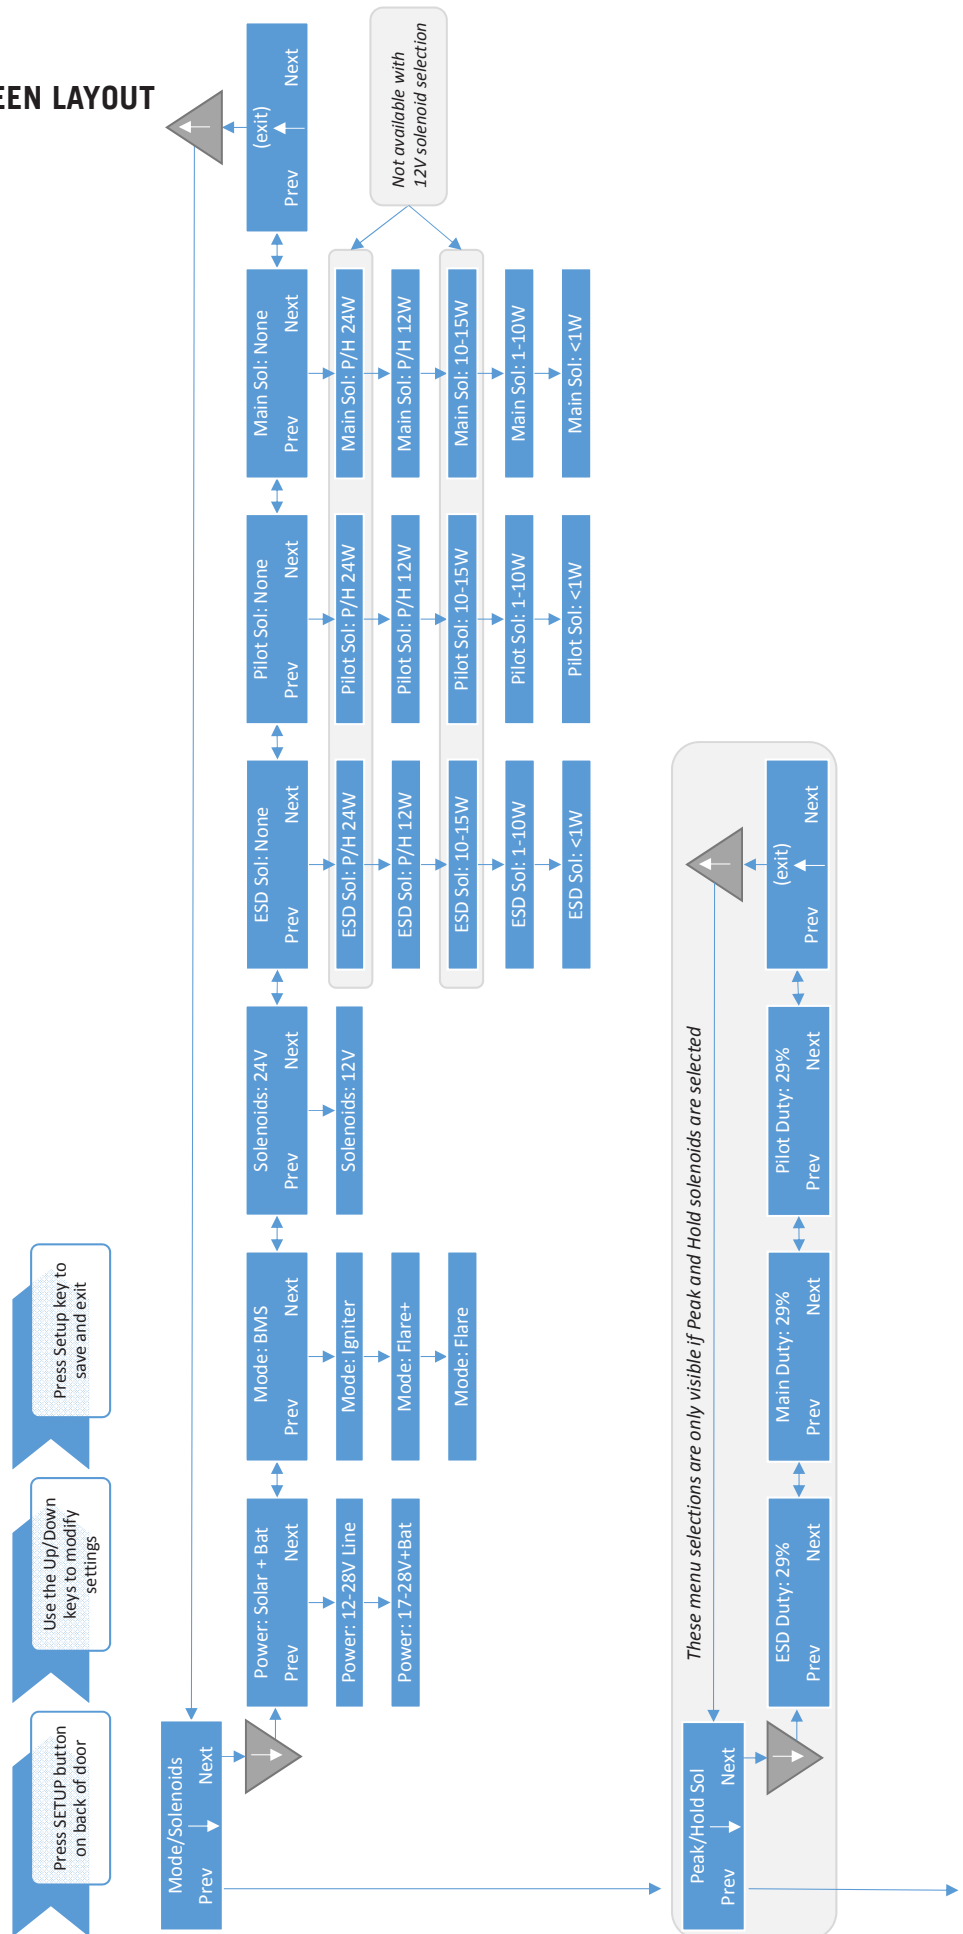 EEN LAYOUT
Press SETUP button
on back of door
Use the Up/Down
keys to modify
settings
Press Setup key to
save and exit
Mode/Solenoids
Prev Next
Power: Solar + Bat
Prev Next
Power: 12-28V Line
Power: 17-28V+Bat
Mode: BMS
Prev Next
Mode: Igniter
Mode: Flare+
Mode: Flare
Solenoids: 24V
Prev Next
Solenoids: 12V
ESD Sol: None
Prev Next
ESD Sol: P/H 24W
ESD Sol: P/H 12W
ESD Sol: 10-15W
ESD Sol: 1-10W
ESD Sol: <1W
Pilot Sol: None
Prev Next
Pilot Sol: P/H 24W
Pilot Sol: P/H 12W
Pilot Sol: 10-15W
Pilot Sol: 1-10W
Pilot Sol: <1W
Main Sol: None
Prev Next
Main Sol: P/H 24W
Main Sol: P/H 12W
Main Sol: 10-15W
Main Sol: 1-10W
Main Sol: <1W
(exit)
Prev Next
Not available with
12V solenoid selection
These menu selections are only visible if Peak and Hold solenoids are selected
Peak/Hold Sol
Prev Next
ESD Duty: 29%
Prev Next
Main Duty: 29%
Prev Next
Pilot Duty: 29%
Prev Next
(exit)
Prev Next